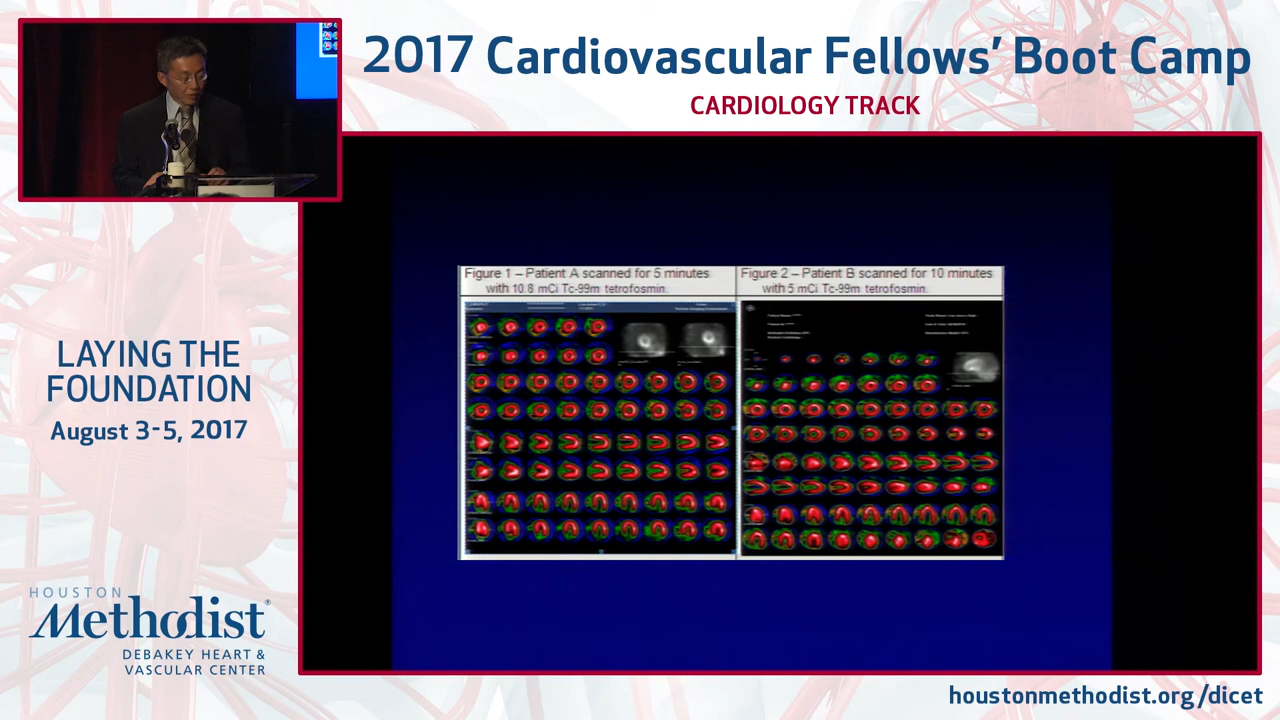 2017 Cardiovascular Fellows' Boot Camp
CARDIOLOGY TRACK
Figure 1 – Patient A scanned for 5 minutes
with 10.8 mCi Tc-99m tetrofosmin.
Figure 2 – Patient B scanned for 10 minutes
with 5 mCi Tc-99m tetrofosmin.
LAYING THE
FOUNDATION
August 3-5, 2017
HOUSTON
Methodist®
DEBAKEY HEART &
VASCULAR CENTER
houstonmethodist.org/dicet